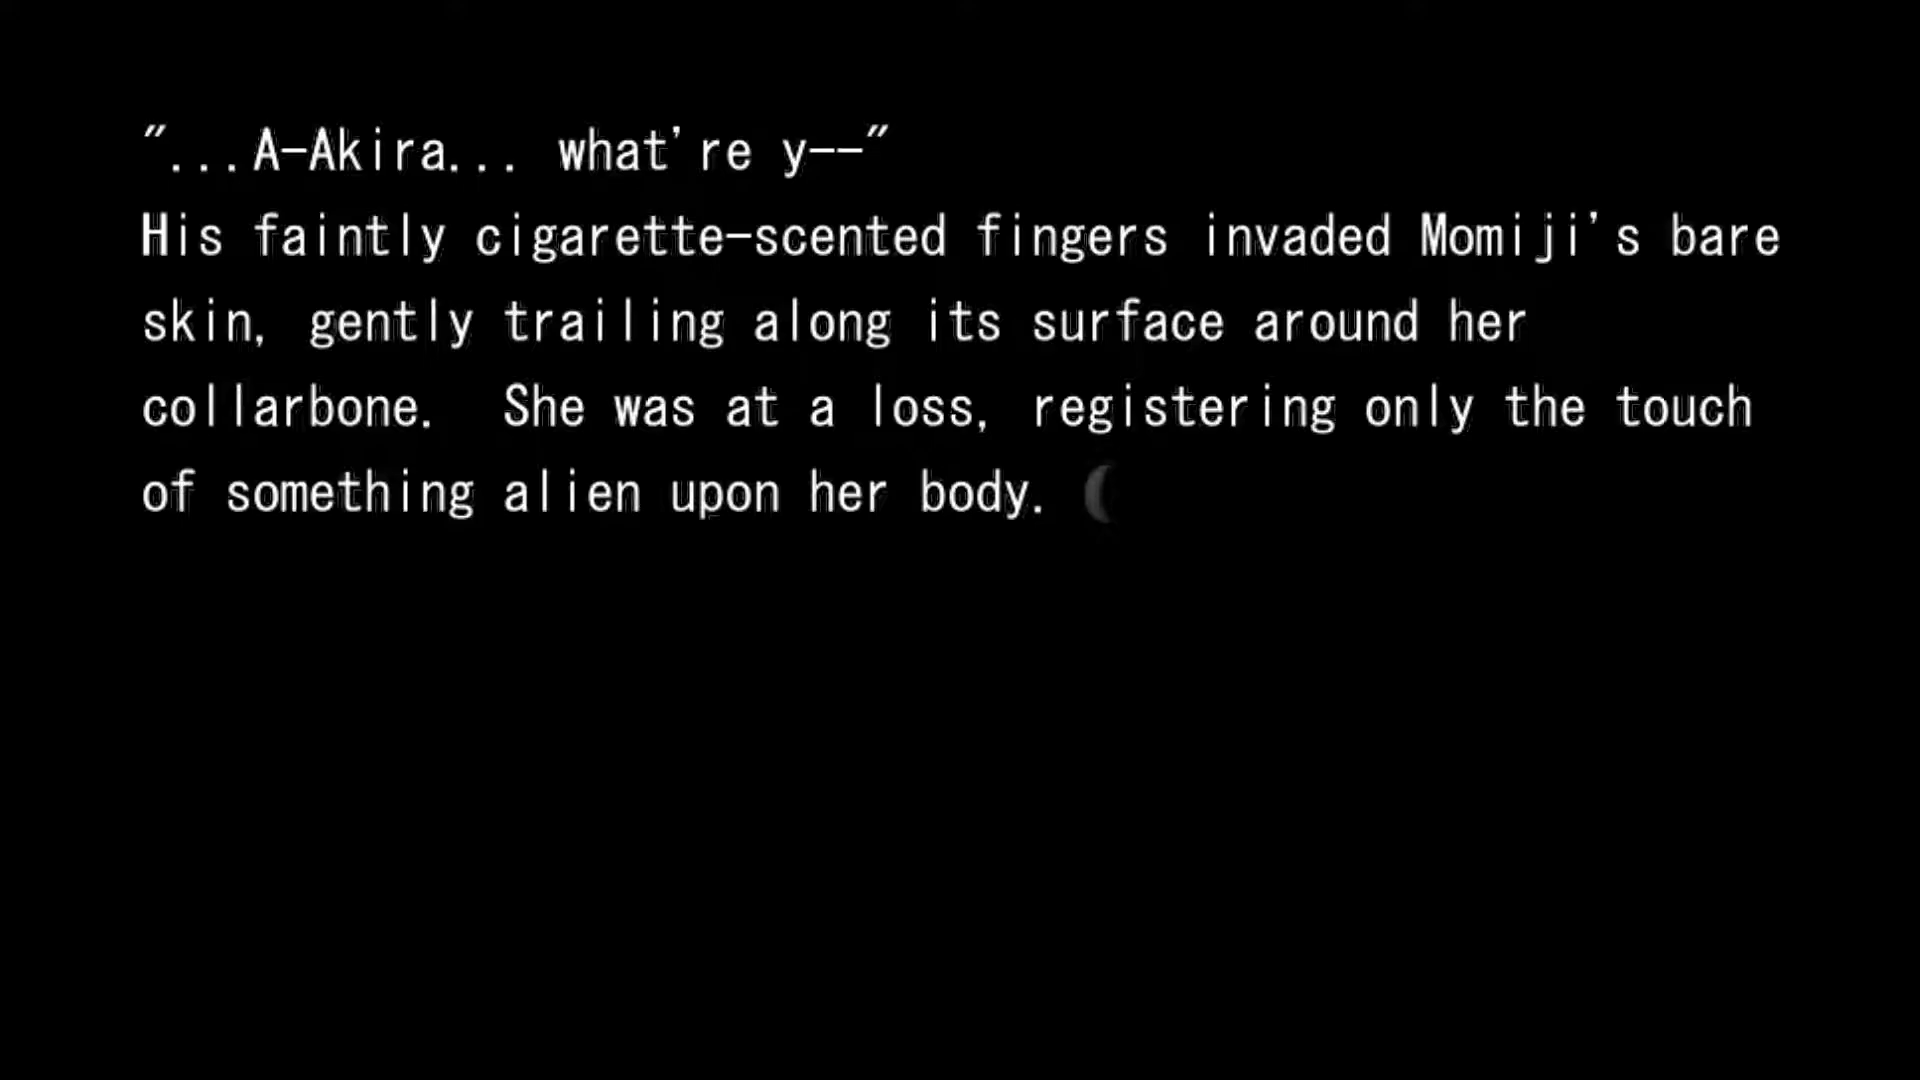 "...A-Akira... what're y--"
His faintly cigarette-scented fingers invaded Momiji's bare
skin, gently trailing along its surface around her
collarbone.  She was at a loss, registering only the touch
of something alien upon her body.